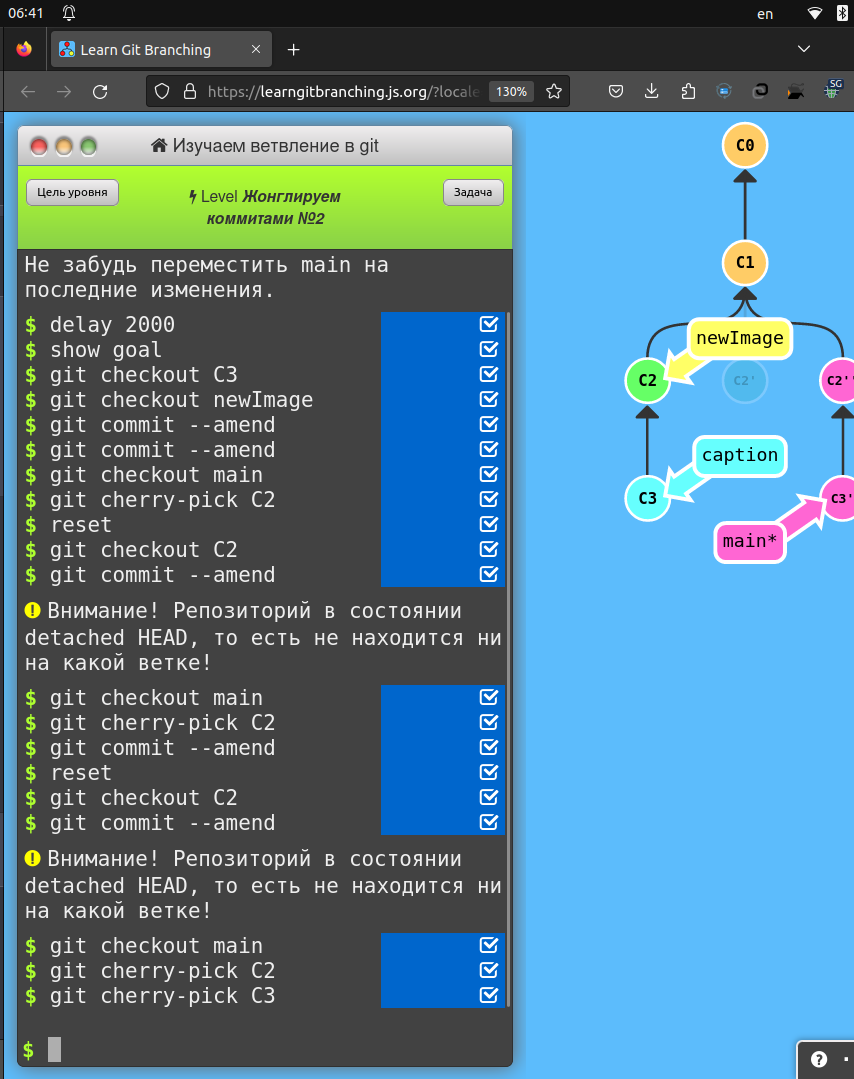 06:41
en
Learn Git Branching
https://learngitbranching.js.org/?locale
130%
SG
Изучаем ветвление в git
Цель уровня
Level Жонглируем
коммитами №2
Задача
Не забудь переместить main на
последние изменения.
$ delay 2000
$ show goal
$ git checkout C3
$ git checkout newImage
$ git commit --amend
$ git commit --amend
$ git checkout main
$ git cherry-pick C2
$ reset
$ git checkout C2
$ git commit --amend
Внимание! Репозиторий в состоянии
detached HEAD, то есть не находится ни
на какой ветке!
$ git checkout main
$ git cherry-pick C2
$ git commit --amend
$ reset
$ git checkout C2
$ git commit --amend
Внимание! Репозиторий в состоянии
detached HEAD, то есть не находится ни
на какой ветке!
$ git checkout main
$ git cherry-pick C2
$ git cherry-pick C3
$
C0
C1
newImage
C2
C2'
C2''
caption
C3
C3'
main*